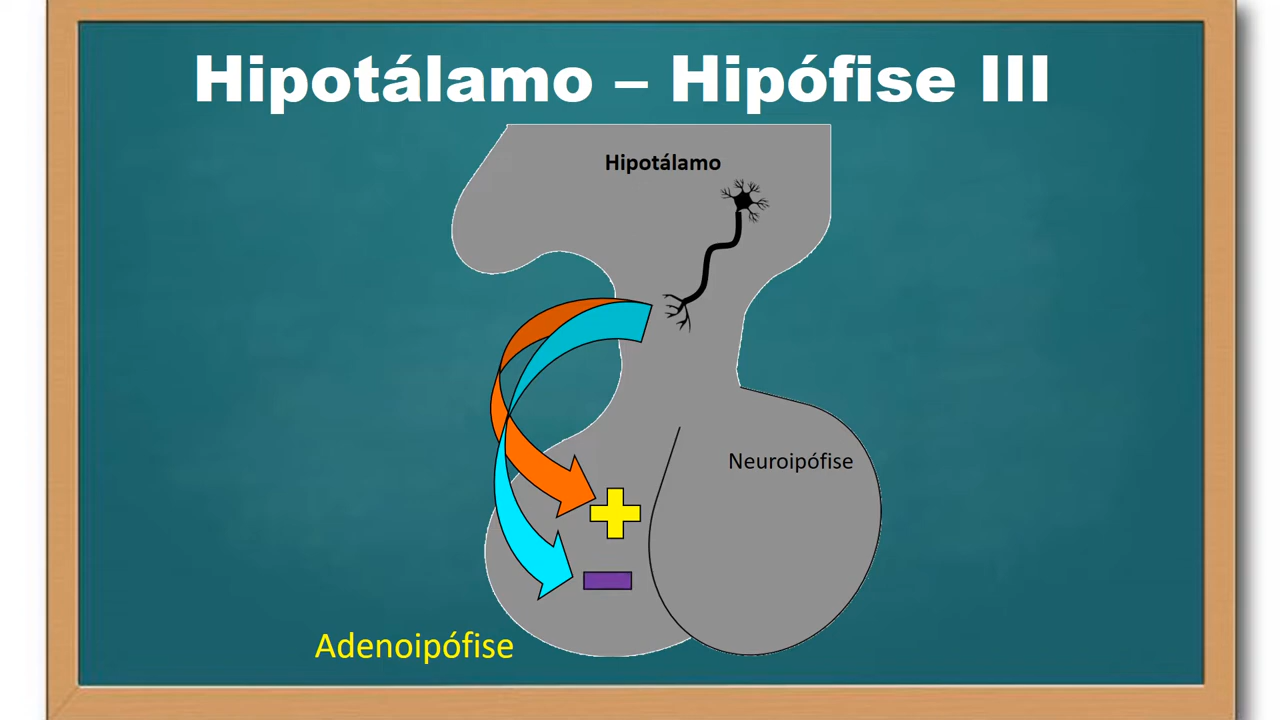 Hipotálamo – Hipófise III
Hipotálamo
Neuroipófise
Adenoipófise